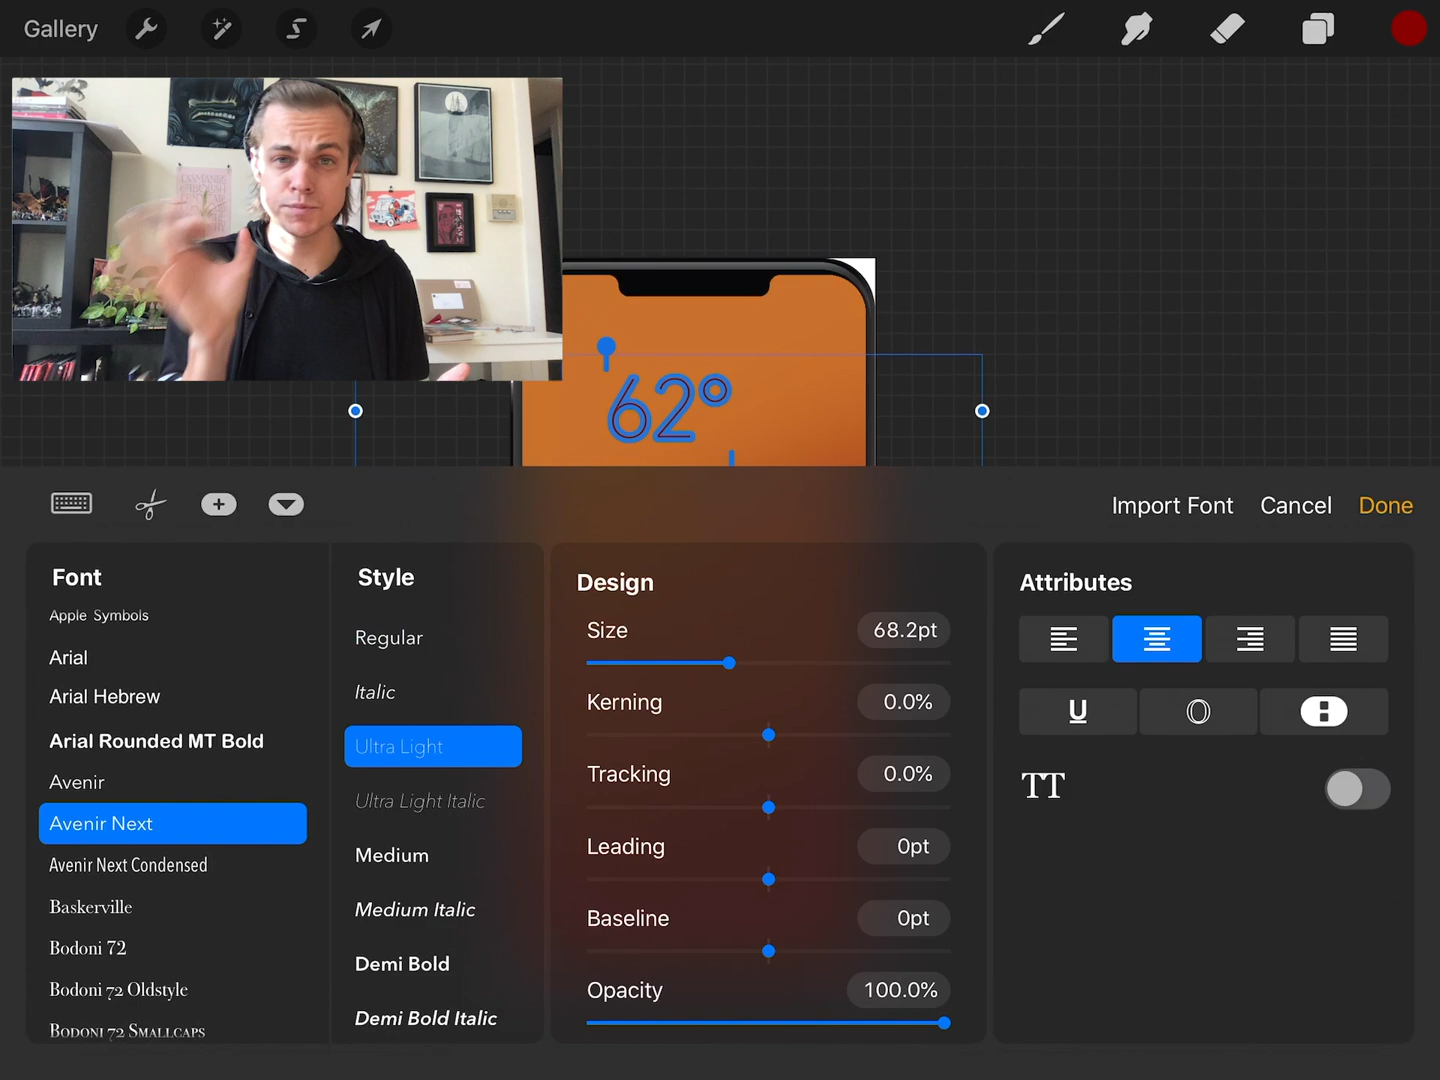 Gallery
62°
Import Font Cancel Done
Font
Apple Symbols
Arial
Arial Hebrew
Arial Rounded MT Bold
Avenir
Avenir Next
Avenir Next Condensed
Baskerville
Bodoni 72
Bodoni 72 Oldstyle
Bodoni 72 Smallcaps
Style
Regular
Italic
Ultra Light
Ultra Light Italic
Medium
Medium Italic
Demi Bold
Demi Bold Italic
Design
Size 68.2pt
Kerning 0.0%
Tracking 0.0%
Leading 0pt
Baseline 0pt
Opacity 100.0%
Attributes
U O
TT